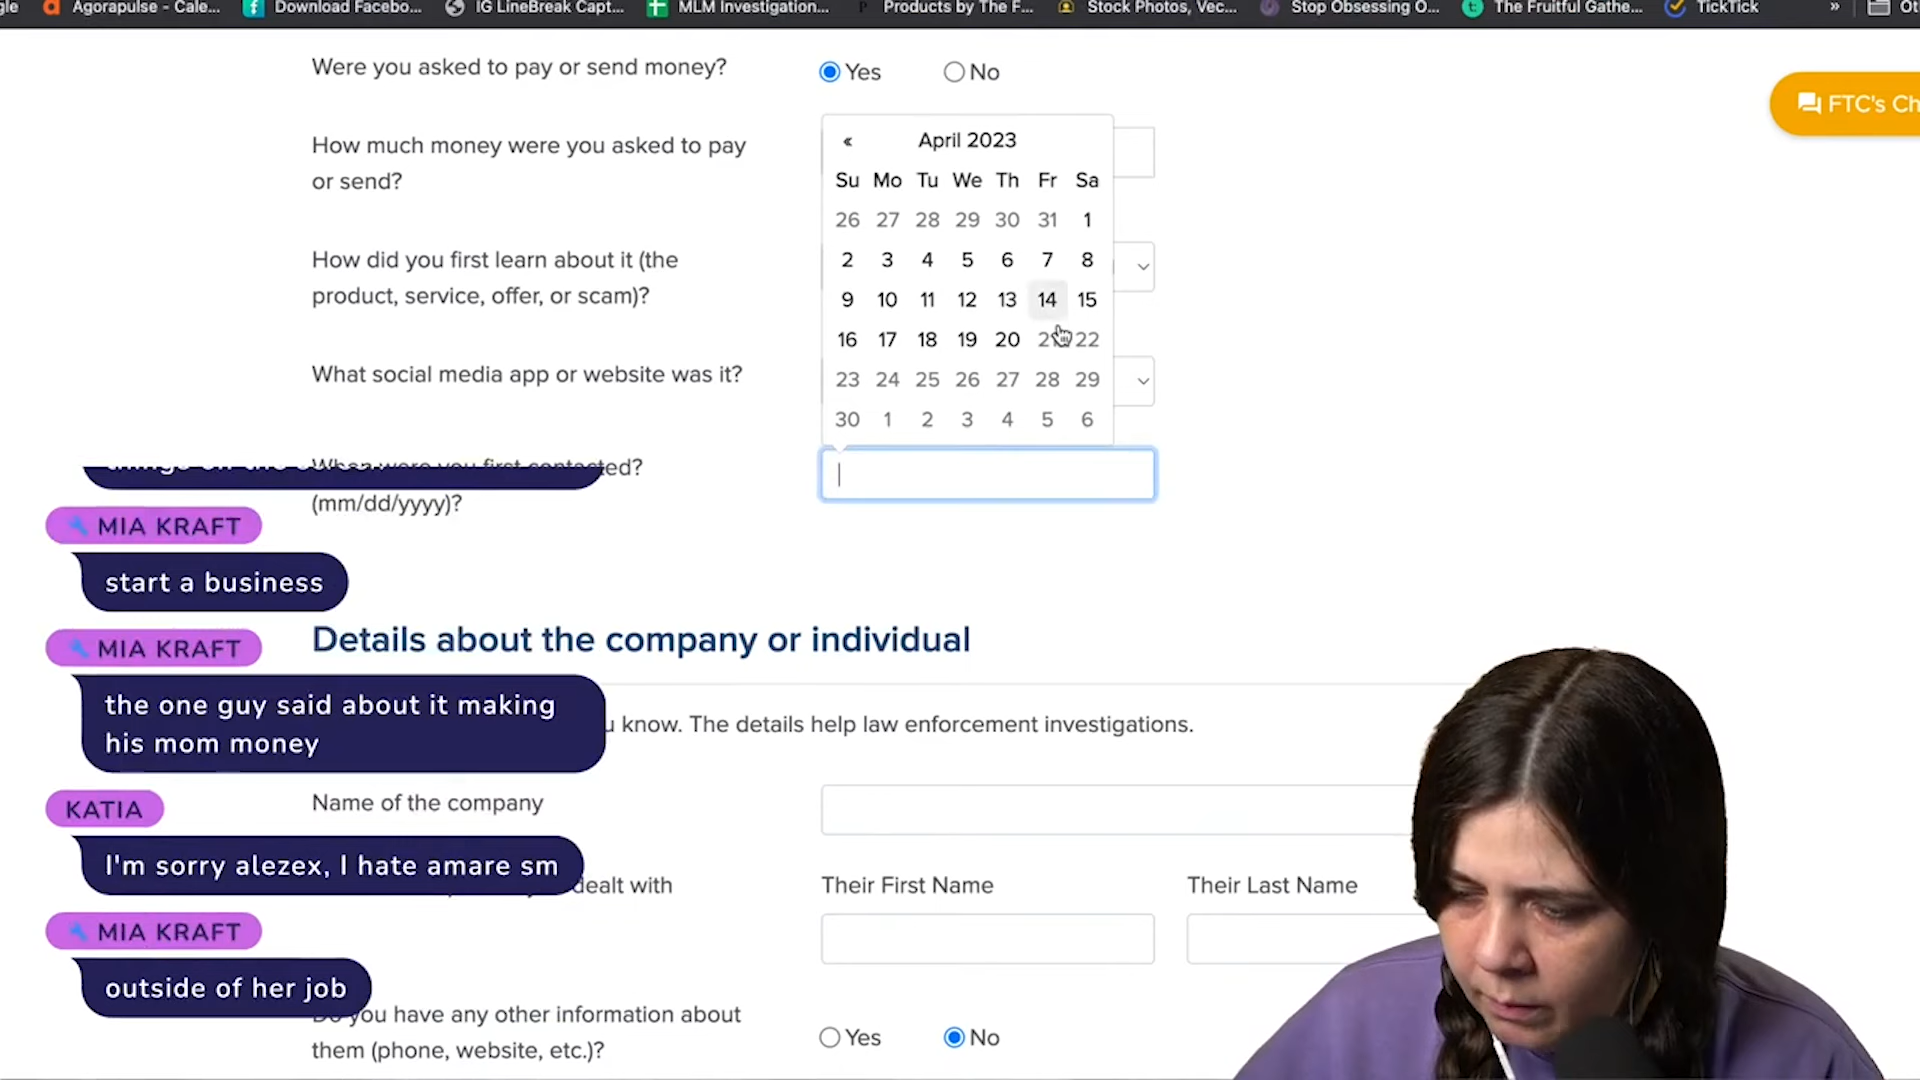 gle
Agorapulse - Cale...
Download Facebo...
IG LineBreak Capt...
MLM Investigation...
Products by The F...
Stock Photos, Vec...
Stop Obsessing O...
The Fruitful Gathe...
TickTick
»
Ot
Were you asked to pay or send money?
Yes
No
FTC's Ch
How much money were you asked to pay
or send?
« April 2023
Su Mo Tu We Th Fr Sa
26 27 28 29 30 31 1
2 3 4 5 6 7 8
9 10 11 12 13 14 15
16 17 18 19 20 21 22
23 24 25 26 27 28 29
30 1 2 3 4 5 6
How did you first learn about it (the
product, service, offer, or scam)?
What social media app or website was it?
When were you first contacted?
(mm/dd/yyyy)?
MIA KRAFT
start a business
MIA KRAFT
the one guy said about it making
his mom money
KATIA
I'm sorry alezex, I hate amare sm
MIA KRAFT
outside of her job
Details about the company or individual
know. The details help law enforcement investigations.
Name of the company
dealt with
Their First Name
Their Last Name
Do you have any other information about
them (phone, website, etc.)?
Yes
No